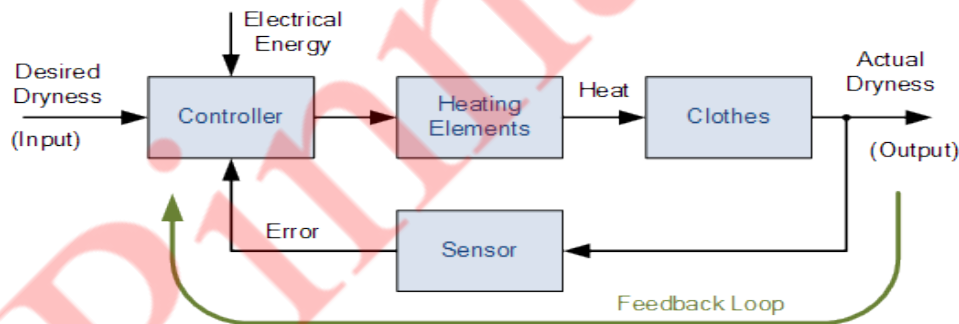 Electrical
Energy
Desired
Dryness
(Input)
Controller
Heating
Elements
Heat
Clothes
Actual
Dryness
(Output)
Error
Sensor
Feedback Loop